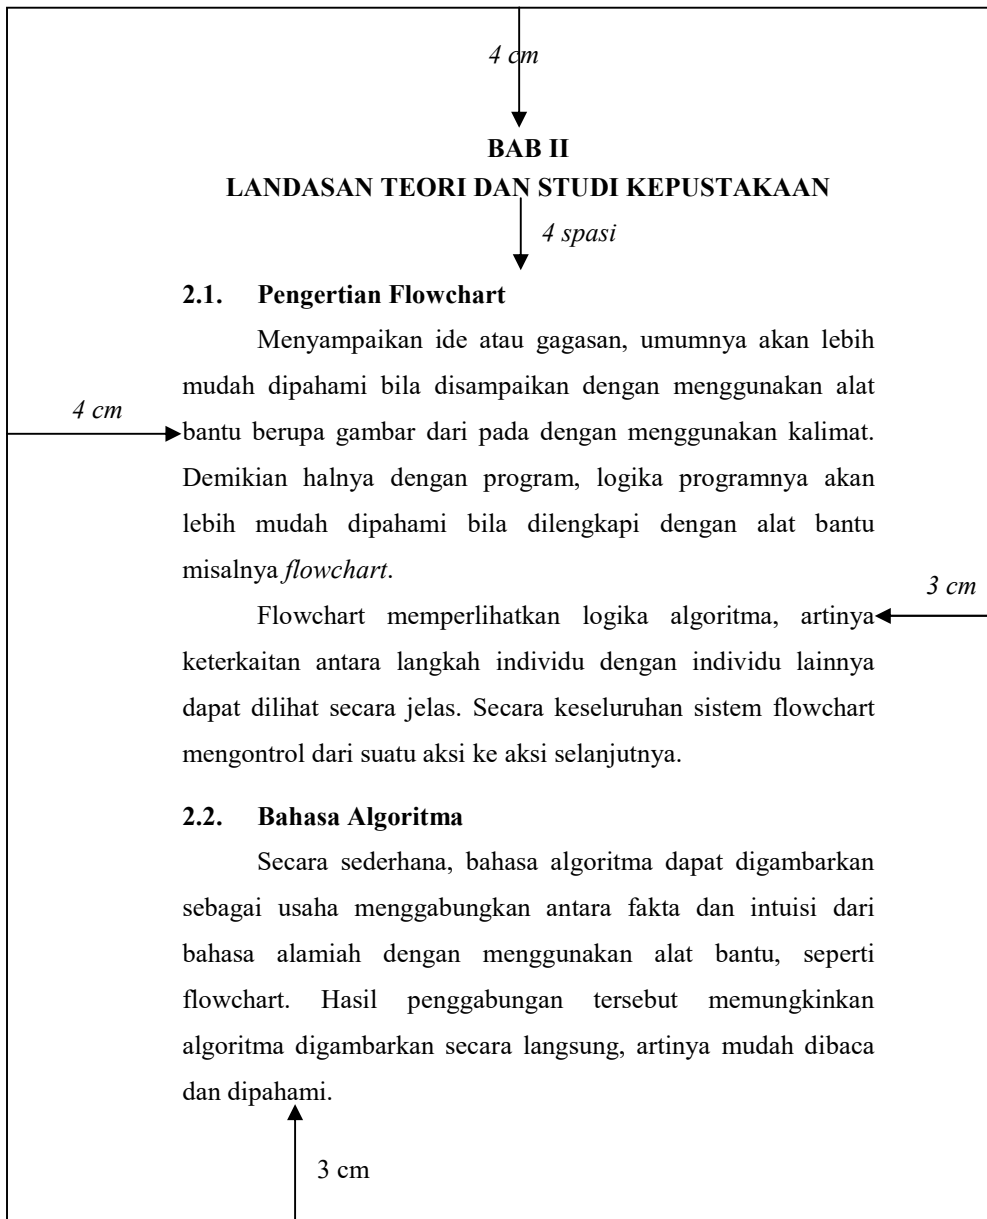 4 cm
BAB II
LANDASAN TEORI DAN STUDI KEPUSTAKAAN
4 spasi
2.1. Pengertian Flowchart
Menyampaikan ide atau gagasan, umumnya akan lebih
mudah dipahami bila disampaikan dengan menggunakan alat
4 cm
bantu berupa gambar dari pada dengan menggunakan kalimat.
Demikian halnya dengan program, logika programnya akan
lebih mudah dipahami bila dilengkapi dengan alat bantu
misalnya flowchart.
3 cm
Flowchart memperlihatkan logika algoritma, artinya
keterkaitan antara langkah individu dengan individu lainnya
dapat dilihat secara jelas. Secara keseluruhan sistem flowchart
mengontrol dari suatu aksi ke aksi selanjutnya.
2.2. Bahasa Algoritma
Secara sederhana, bahasa algoritma dapat digambarkan
sebagai usaha menggabungkan antara fakta dan intuisi dari
bahasa alamiah dengan menggunakan alat bantu, seperti
flowchart. Hasil penggabungan tersebut memungkinkan
algoritma digambarkan secara langsung, artinya mudah dibaca
dan dipahami.
3 cm